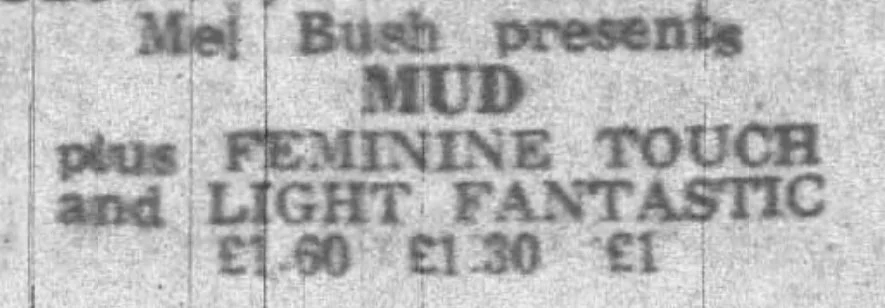 Mel Bush presents
MUD
plus FEMININE TOUCH
and LIGHT FANTASTIC
£1.60 £1.30 £1